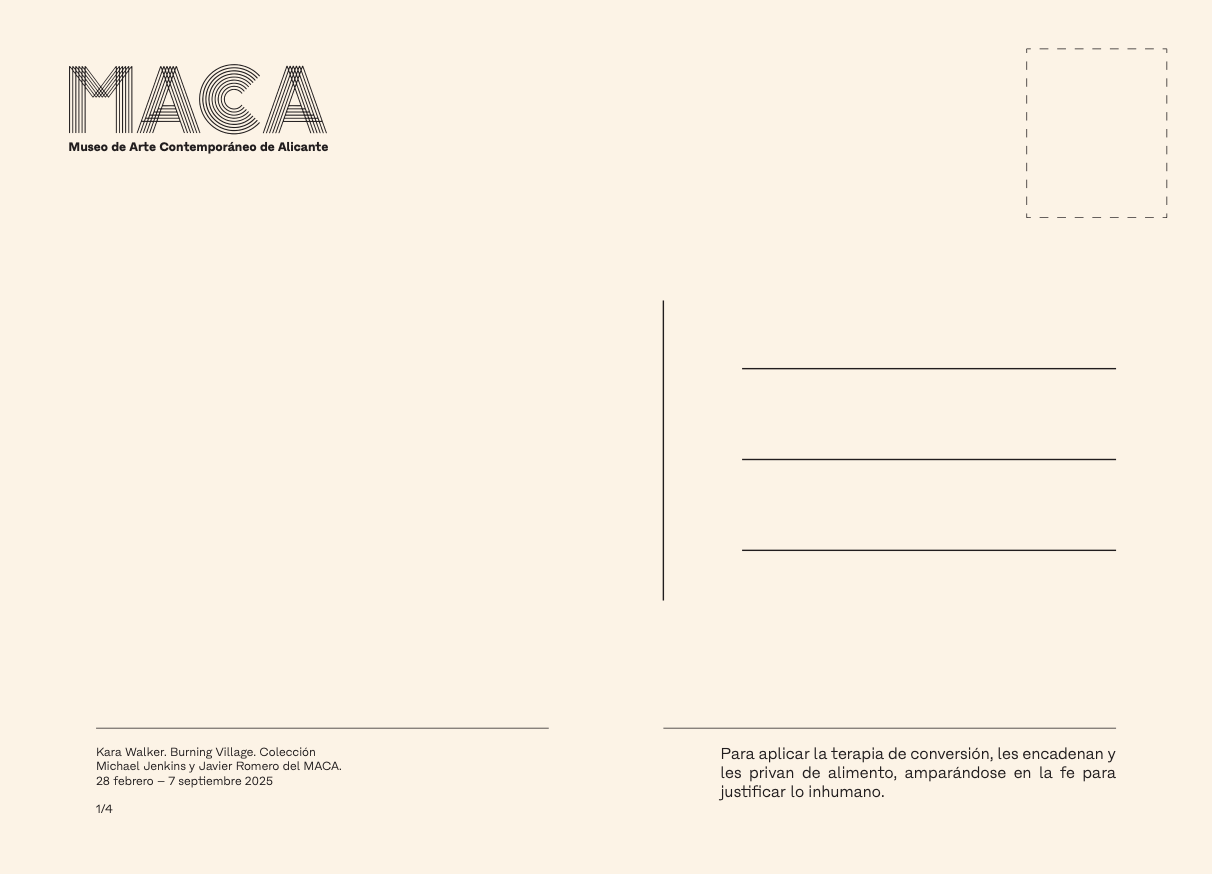 MACA
Museo de Arte Contemporáneo de Alicante
Kara Walker. Burning Village. Colección
Michael Jenkins y Javier Romero del MACA.
28 febrero – 7 septiembre 2025
1/4
Para aplicar la terapia de conversión, les encadenan y
les privan de alimento, amparándose en la fe para
justificar lo inhumano.